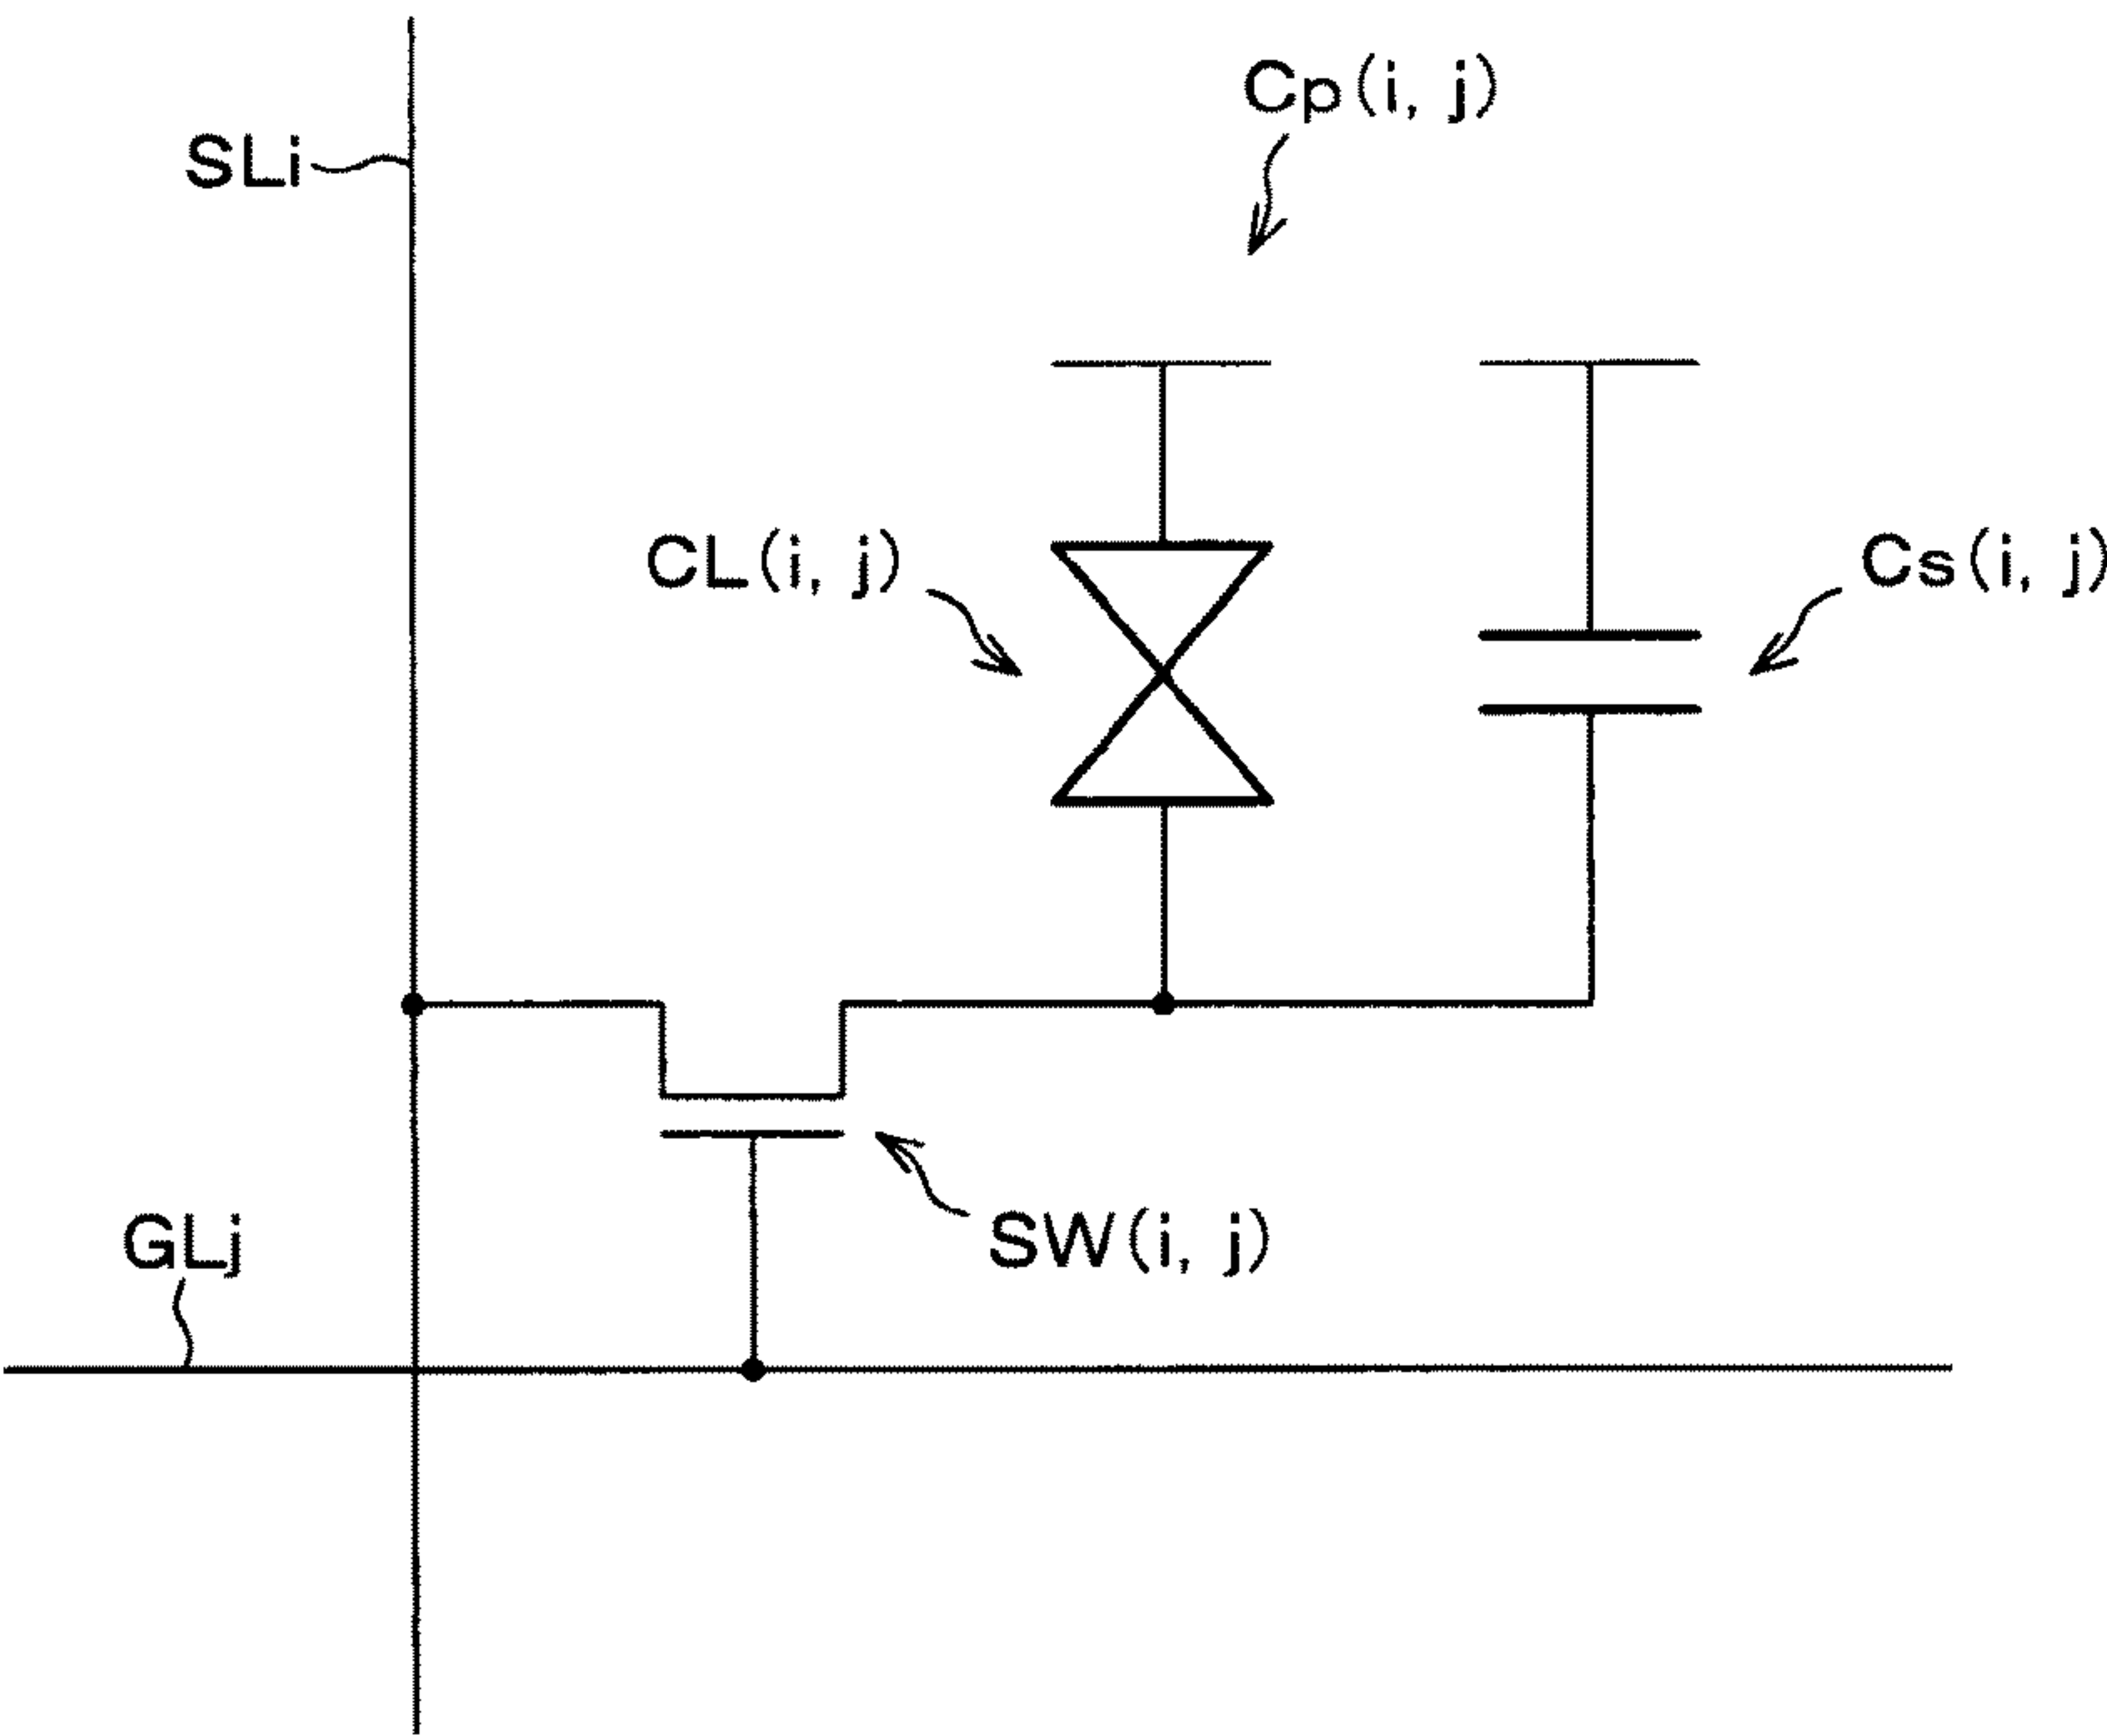 Cp(i, j)
SLi
CL(i, j)
Cs(i, j)
GLj
SW(i, j)